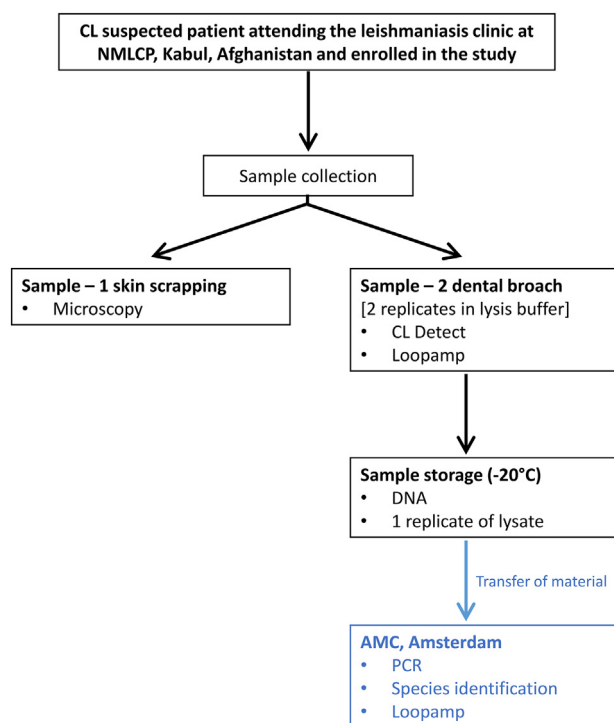 CL suspected patient attending the leishmaniasis clinic at
NMLCP, Kabul, Afghanistan and enrolled in the study
Sample collection
Sample – 1 skin scrapping
• Microscopy
Sample – 2 dental broach
[2 replicates in lysis buffer]
• CL Detect
• Loopamp
Sample storage (-20°C)
• DNA
• 1 replicate of lysate
Transfer of material
AMC, Amsterdam
• PCR
• Species identification
• Loopamp